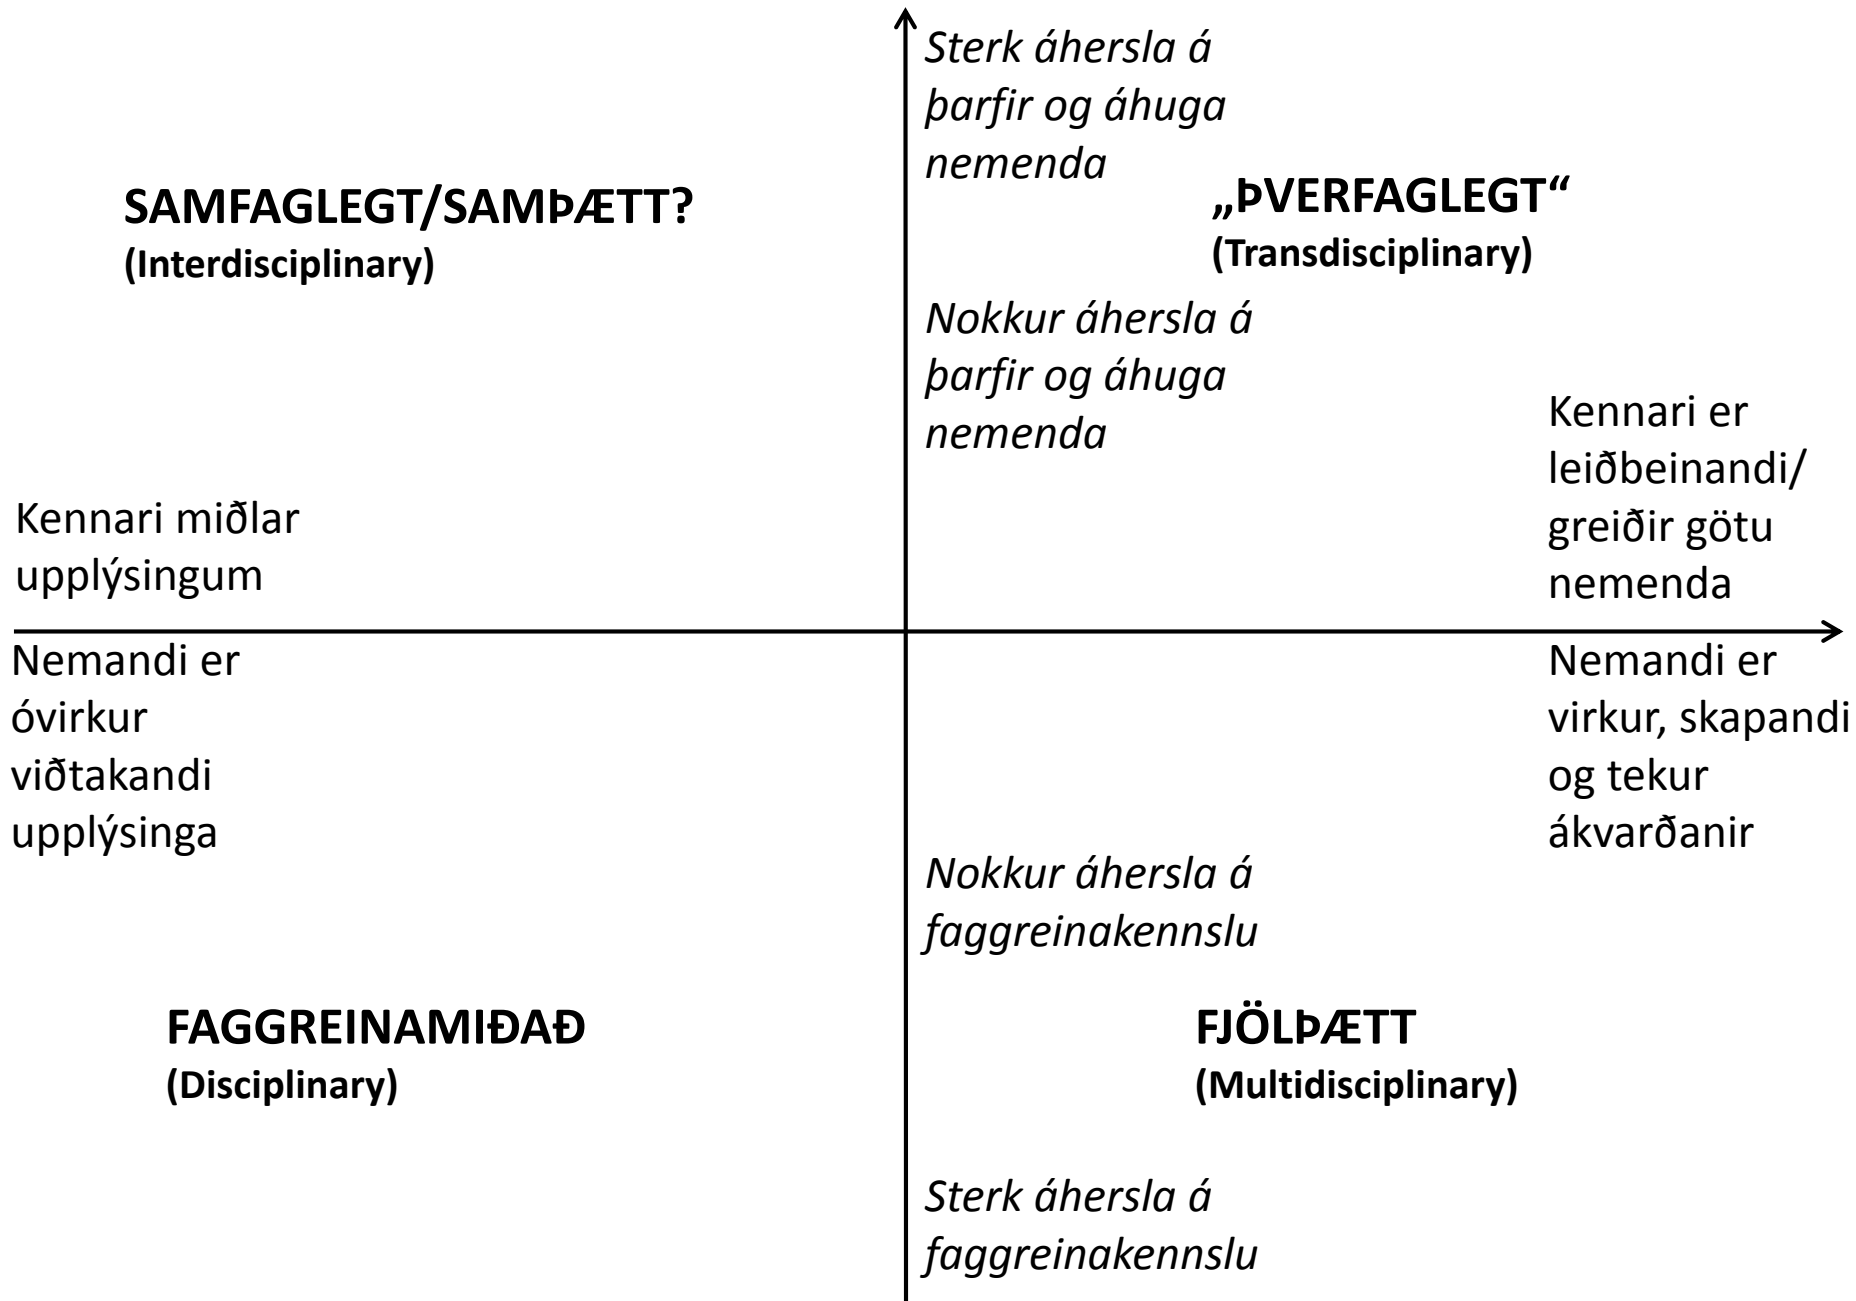 Sterk áhersla á
þarfir og áhuga
nemenda
SAMFAGLEGT/SAMÞÆTT?
(Interdisciplinary)
„ÞVERFAGLEGT“
(Transdisciplinary)
Nokkur áhersla á
þarfir og áhuga
nemenda
Kennari miðlar
upplýsingum
Kennari er
leiðbeinandi/
greiðir götu
nemenda
Nemandi er
óvirkur
viðtakandi
upplýsinga
Nemandi er
virkur, skapandi
og tekur
ákvarðanir
Nokkur áhersla á
faggreinakennslu
FAGGREINAMIÐAÐ
(Disciplinary)
FJÖLÞÆTT
(Multidisciplinary)
Sterk áhersla á
faggreinakennslu